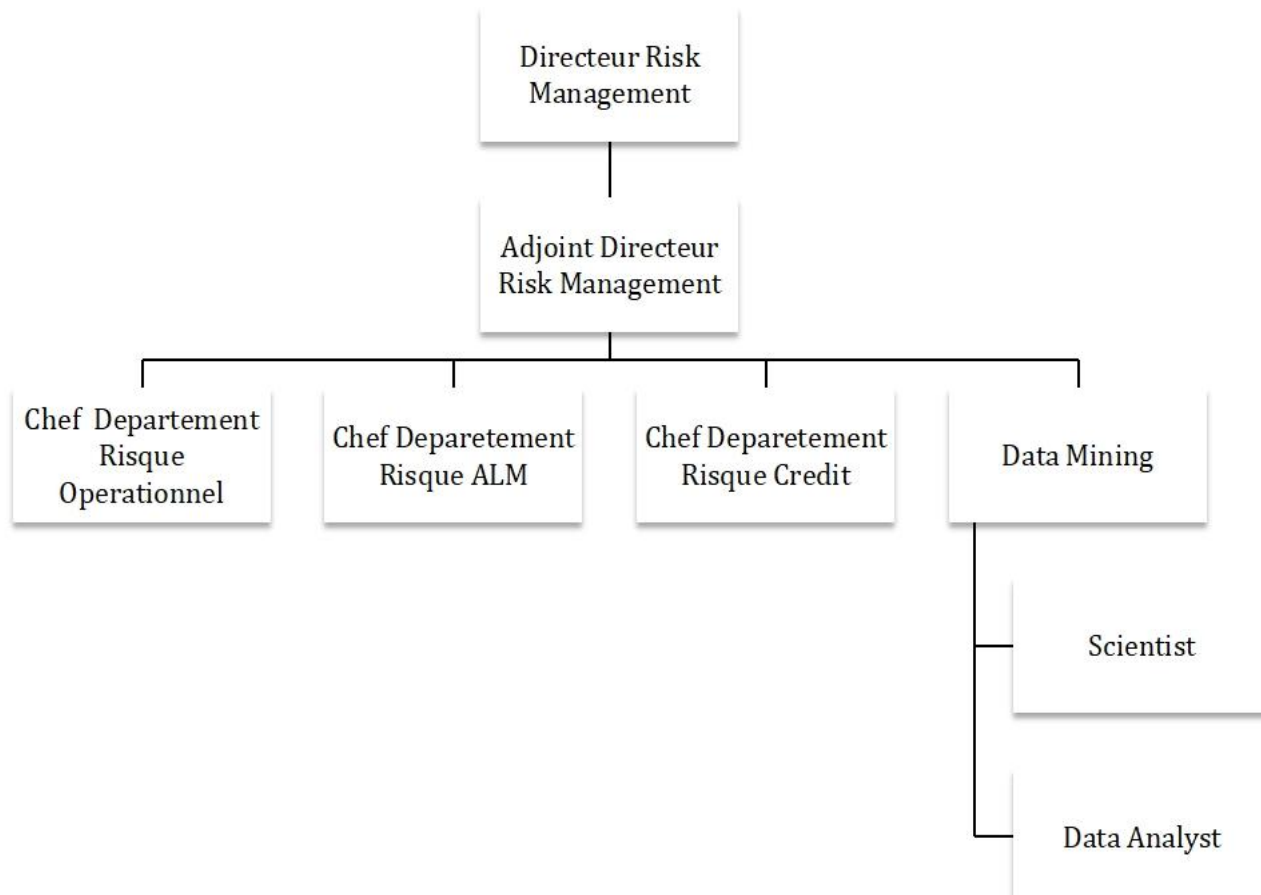 Directeur Risk
Management
Adjoint Directeur
Risk Management
Chef Departement
Risque
Operationnel
Chef Deparetement
Risque ALM
Chef Deparetement
Risque Credit
Data Mining
Scientist
Data Analyst